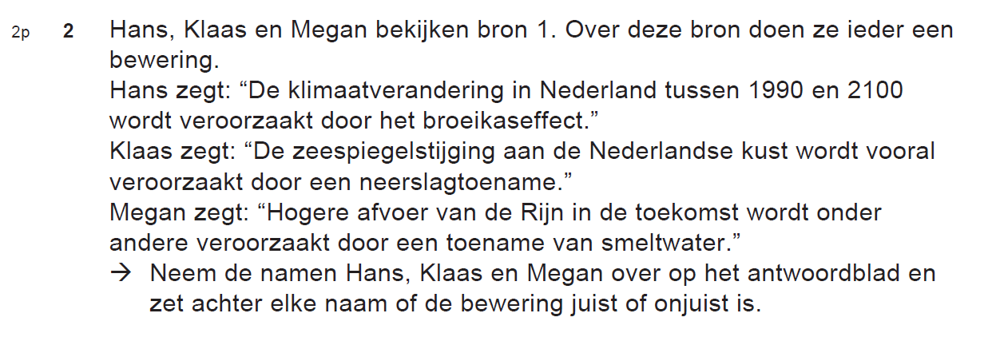 2p 2 Hans, Klaas en Megan bekijken bron 1. Over deze bron doen ze ieder een
bewering.
Hans zegt: “De klimaatverandering in Nederland tussen 1990 en 2100
wordt veroorzaakt door het broeikaseffect.”
Klaas zegt: “De zeespiegelstijging aan de Nederlandse kust wordt vooral
veroorzaakt door een neerslagtoename.”
Megan zegt: “Hogere afvoer van de Rijn in de toekomst wordt onder
andere veroorzaakt door een toename van smeltwater.”
→ Neem de namen Hans, Klaas en Megan over op het antwoordblad en
zet achter elke naam of de bewering juist of onjuist is.